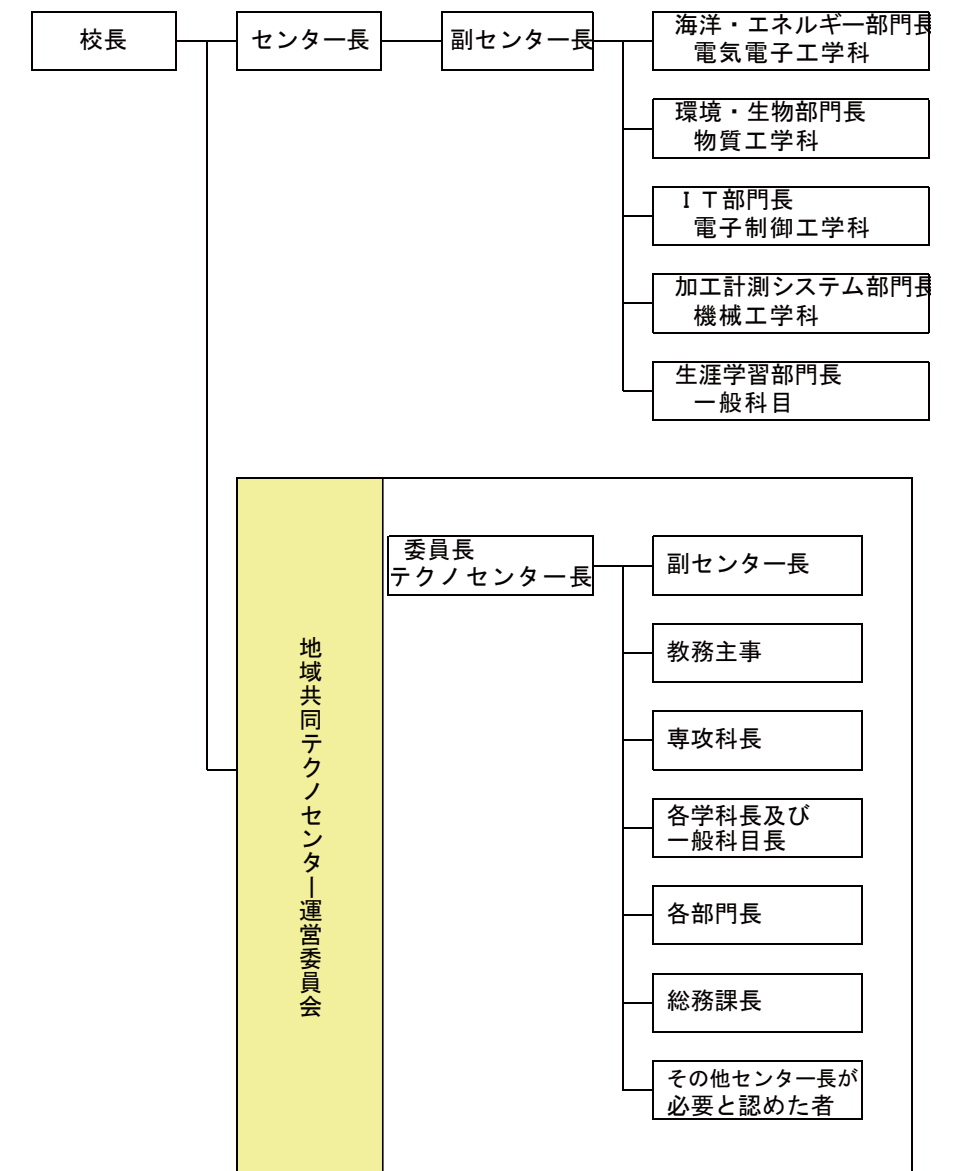 校長
センター長
副センター長
海洋・エネルギー部門長
電気電子工学科
環境・生物部門長
物質工学科
ＩＴ部門長
電子制御工学科
加工計測システム部門長
機械工学科
生涯学習部門長
一般科目
地域共同テクノセンター運営委員会
委員長
テクノセンター長
副センター長
教務主事
専攻科長
各学科長及び
一般科目長
各部門長
総務課長
その他センター長が
必要と認めた者